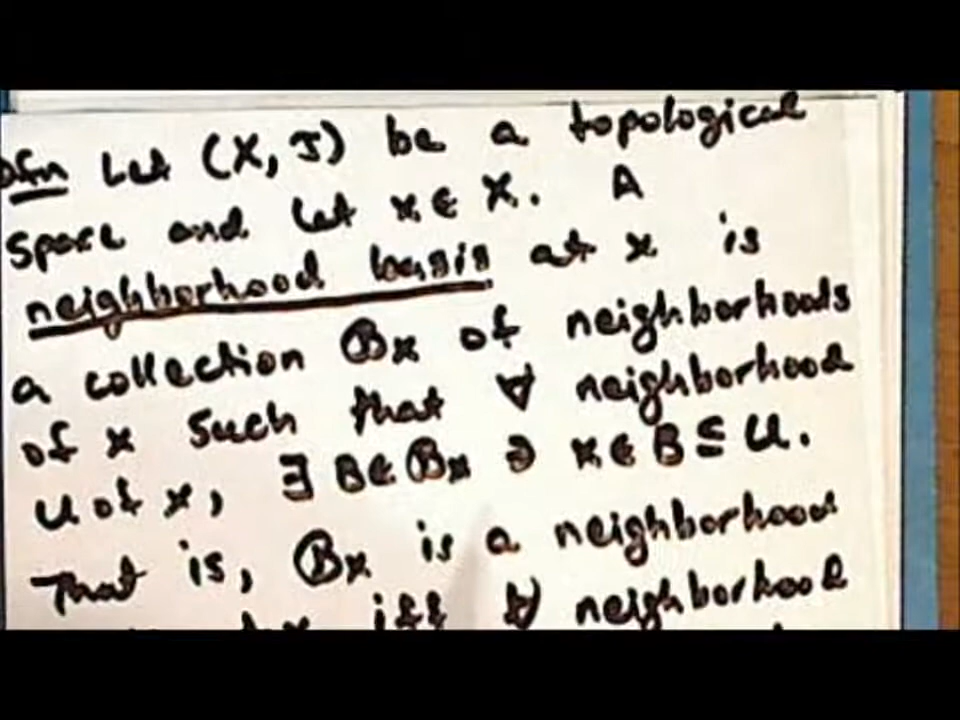 Dfn Let (X, J) be a topological
space and let x ∈ X. A
neighborhood basis at x is
a collection Bx of neighborhoods
of x such that ∀ neighborhood
U of x, ∃ B ∈ Bx ∋ x ∈ B ⊆ U.
That is, Bx is a neighborhood
iff ∀ neighborhood